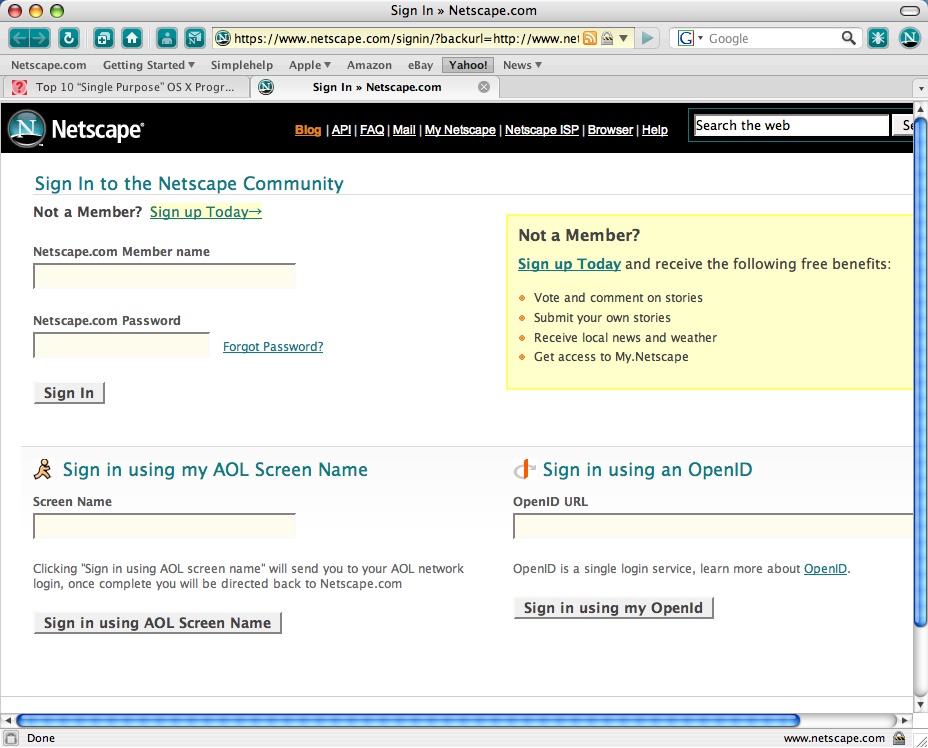 Sign In » Netscape.com
https://www.netscape.com/signin/?backurl=http://www.net
Google
Netscape.com Getting Started Simplehelp Apple Amazon eBay Yahoo! News
Top 10 “Single Purpose” OS X Progr...
Sign In » Netscape.com
Netscape
Blog | API | FAQ | Mail | My Netscape | Netscape ISP | Browser | Help
Search the web
Se
Sign In to the Netscape Community
Not a Member? Sign up Today→
Netscape.com Member name
Netscape.com Password
Forgot Password?
Sign In
Not a Member?
Sign up Today and receive the following free benefits:
Vote and comment on stories
Submit your own stories
Receive local news and weather
Get access to My.Netscape
Sign in using my AOL Screen Name
Screen Name
Clicking "Sign in using AOL screen name" will send you to your AOL network
login, once complete you will be directed back to Netscape.com
Sign in using AOL Screen Name
Sign in using an OpenID
OpenID URL
OpenID is a single login service, learn more about OpenID.
Sign in using my OpenId
Done
www.netscape.com